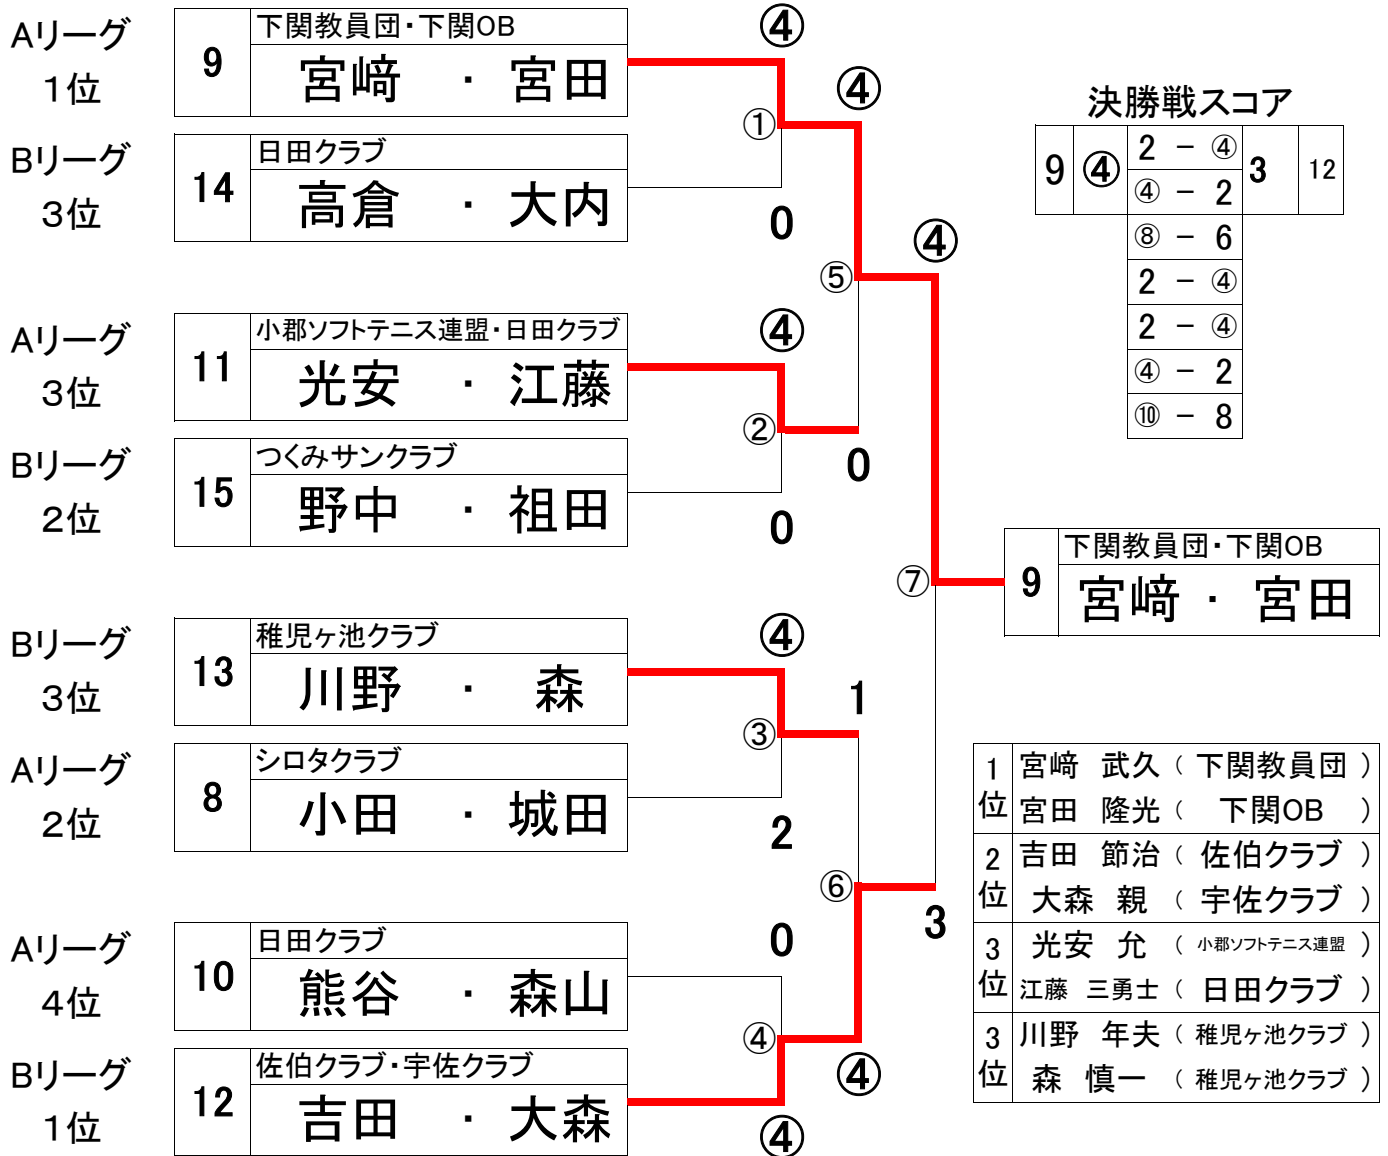 Aリーグ
1位
9
下関教員団・下関OB
宮﨑 ・ 宮田
④
①
④
Bリーグ
3位
14
日田クラブ
高倉 ・ 大内
0
⑤
④
Aリーグ
3位
11
小郡ソフトテニス連盟・日田クラブ
光安 ・ 江藤
④
②
0
Bリーグ
2位
15
つくみサンクラブ
野中 ・ 祖田
0
⑦
Bリーグ
3位
13
稚児ヶ池クラブ
川野 ・ 森
④
③
1
Aリーグ
2位
8
シロタクラブ
小田 ・ 城田
2
⑥
3
Aリーグ
4位
10
日田クラブ
熊谷 ・ 森山
0
④
④
Bリーグ
1位
12
佐伯クラブ・宇佐クラブ
吉田 ・ 大森
④
決勝戦スコア
9 ④ 2 － ④ 3 12
④ － 2
⑧ － 6
2 － ④
2 － ④
④ － 2
⑩ － 8
9
下関教員団・下関OB
宮﨑 ・ 宮田
1位
宮﨑 武久 （ 下関教員団 ）
宮田 隆光 （ 下関OB ）
2位
吉田 節治 （ 佐伯クラブ ）
大森 親 （ 宇佐クラブ ）
3位
光安 允 （ 小郡ソフトテニス連盟 ）
江藤 三勇士 （ 日田クラブ ）
3位
川野 年夫 （ 稚児ヶ池クラブ ）
森 慎一 （ 稚児ヶ池クラブ ）